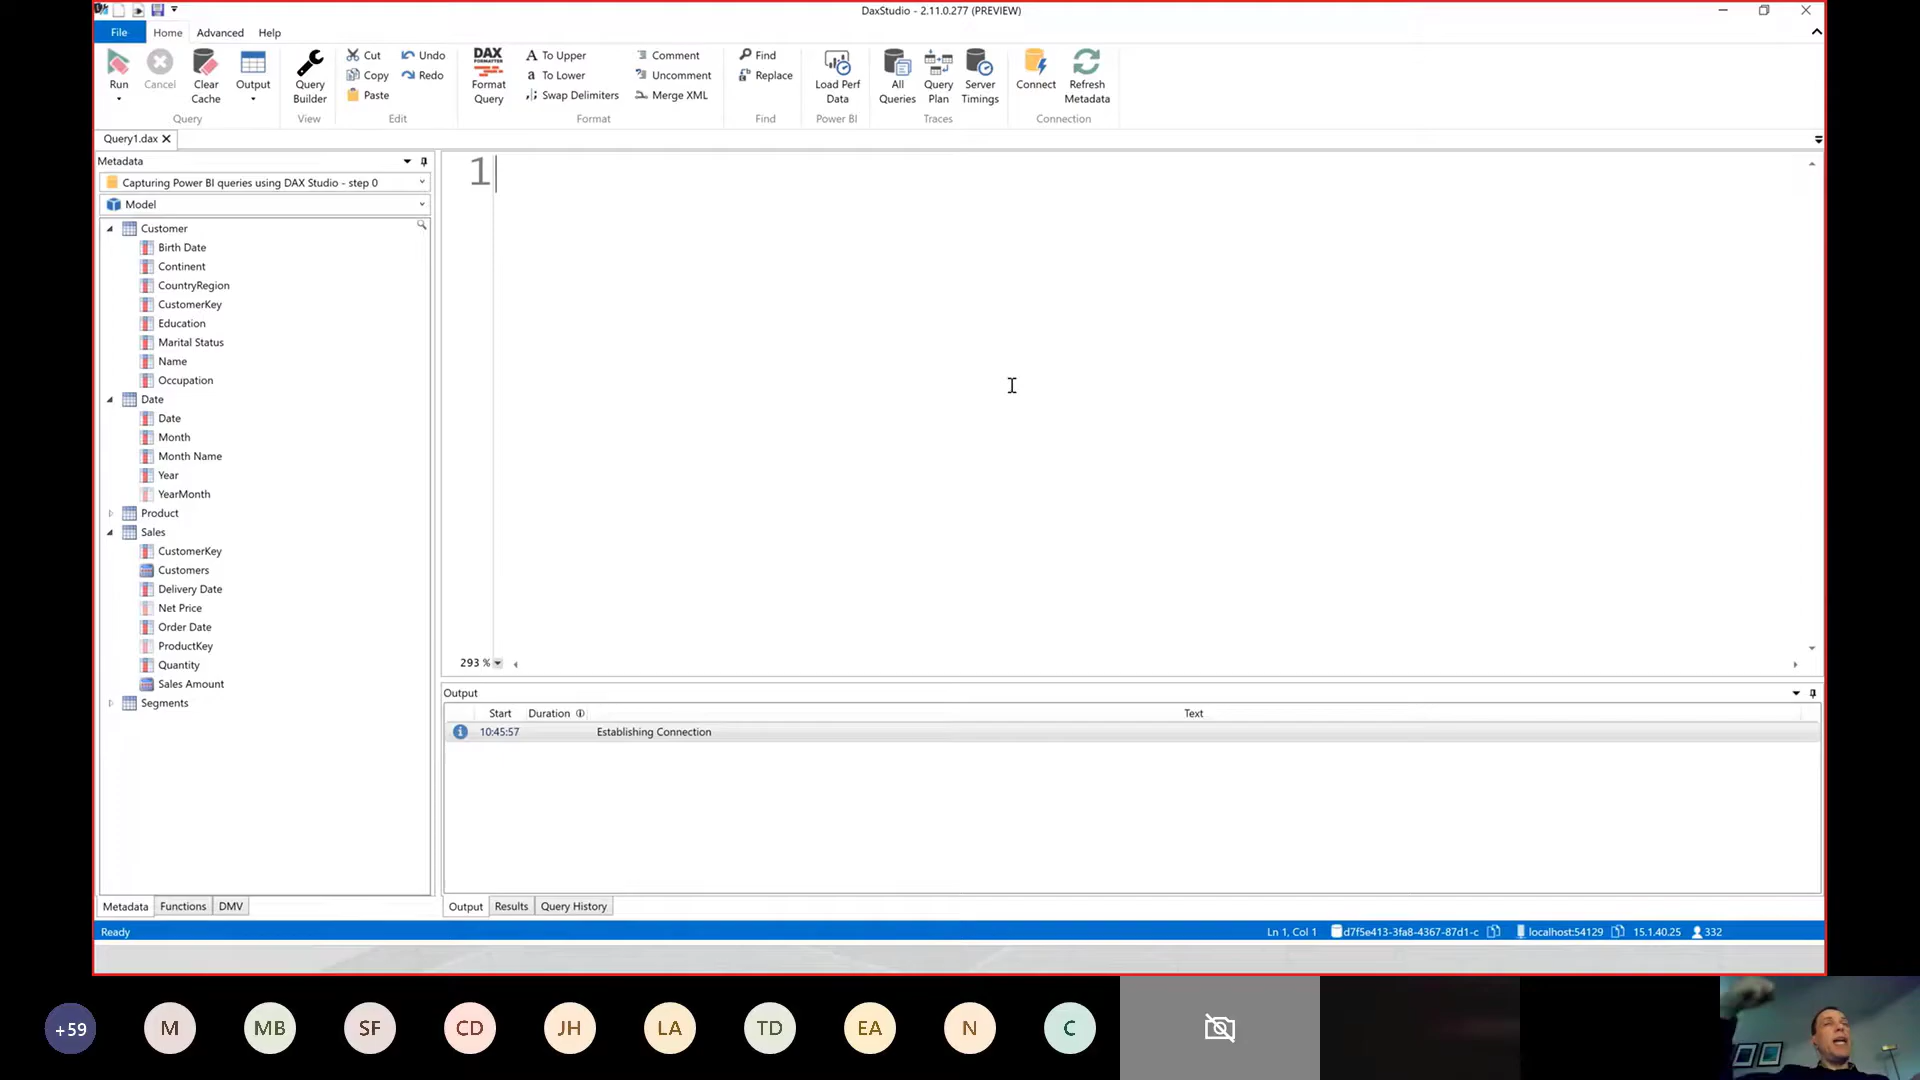 DaxStudio - 2.11.0.277 (PREVIEW)
File Home Advanced Help
Run
Cancel
Clear Cache
Output
Query
Query Builder
View
Cut
Copy
Paste
Undo
Redo
Edit
DAX FORMATTER
Format Query
A To Upper
a To Lower
Swap Delimiters
Comment
Uncomment
Merge XML
Format
Find
Replace
Find
Load Perf Data
Power BI
All Queries
Query Plan
Server Timings
Traces
Connect
Refresh Metadata
Connection
Query1.dax
Metadata
Capturing Power BI queries using DAX Studio - step 0
Model
Customer
Birth Date
Continent
CountryRegion
CustomerKey
Education
Marital Status
Name
Occupation
Date
Date
Month
Month Name
Year
YearMonth
Product
Sales
CustomerKey
Customers
Delivery Date
Net Price
Order Date
ProductKey
Quantity
Sales Amount
Segments
Metadata Functions DMV
1
293 %
Output
Start Duration Text
10:45:57 Establishing Connection
Output Results Query History
Ready
Ln 1, Col 1 d7f5e413-3fa8-4367-87d1-c localhost:54129 15.1.40.25 332
+59 M MB SF CD JH LA TD EA N C